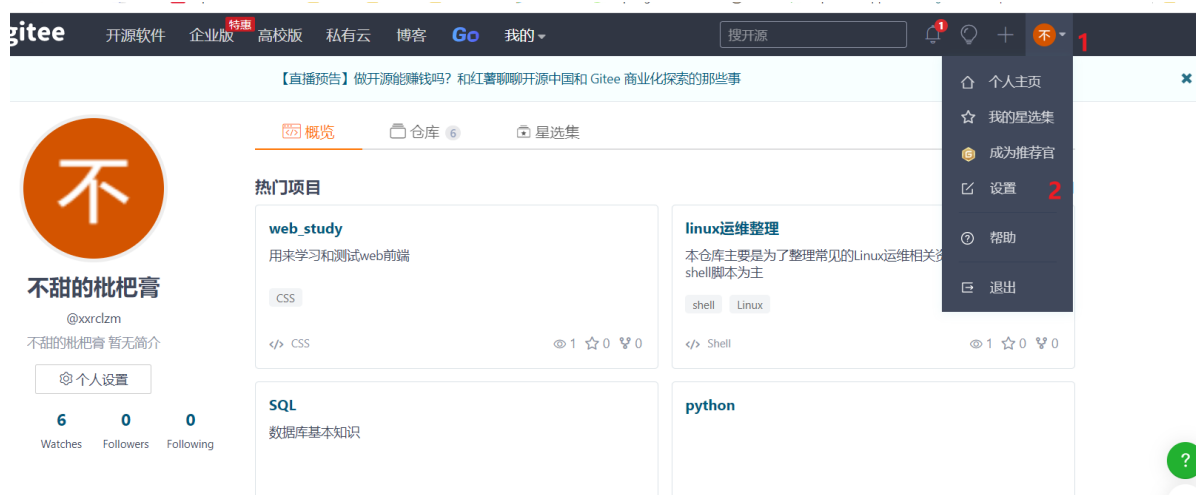 gitee 开源软件 企业版 特惠 高校版 私有云 博客 Go 我的 搜开源 1 不 1
【直播预告】做开源能赚钱吗？和红薯聊聊开源中国和 Gitee 商业化探索的那些事
个人主页
我的星选集
成为推荐官
设置 2
帮助
退出
概览 仓库 6 星选集
不
不甜的枇杷膏
@xxrclzm
不甜的枇杷膏 暂无简介
个人设置
6 0 0
Watches Followers Following
热门项目
web_study
用来学习和测试web前端
CSS
CSS 1 0 0
linux运维整理
本仓库主要是为了整理常见的Linux运维相关
shell脚本为主
shell Linux
Shell 1 0 0
SQL
数据库基本知识
python
?